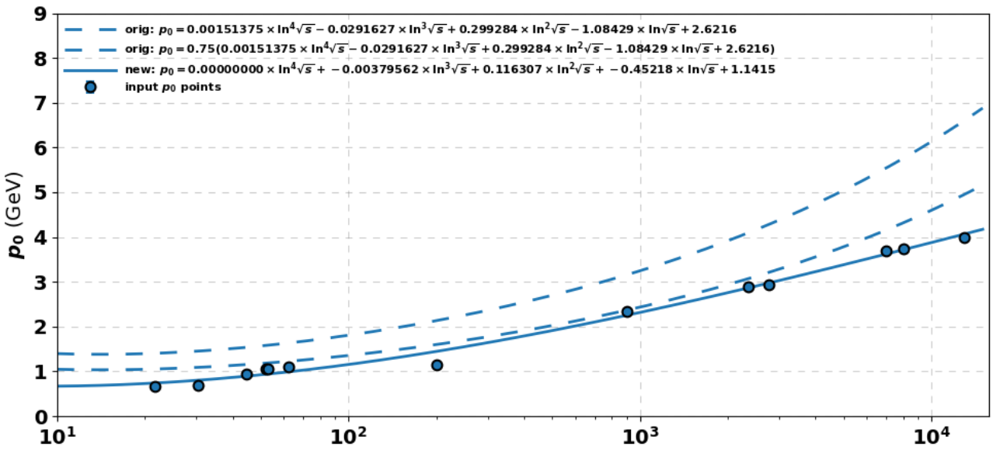 orig: p₀ = 0.00151375 × ln⁴√s − 0.0291627 × ln³√s + 0.299284 × ln²√s − 1.08429 × ln√s + 2.6216
orig: p₀ = 0.75(0.00151375 × ln⁴√s − 0.0291627 × ln³√s + 0.299284 × ln²√s − 1.08429 × ln√s + 2.6216)
new: p₀ = 0.00000000 × ln⁴√s + −0.00379562 × ln³√s + 0.116307 × ln²√s + −0.45218 × ln√s + 1.1415
input p₀ points
p₀ (GeV)
9
8
7
6
5
4
3
2
1
0
10¹ 10² 10³ 10⁴